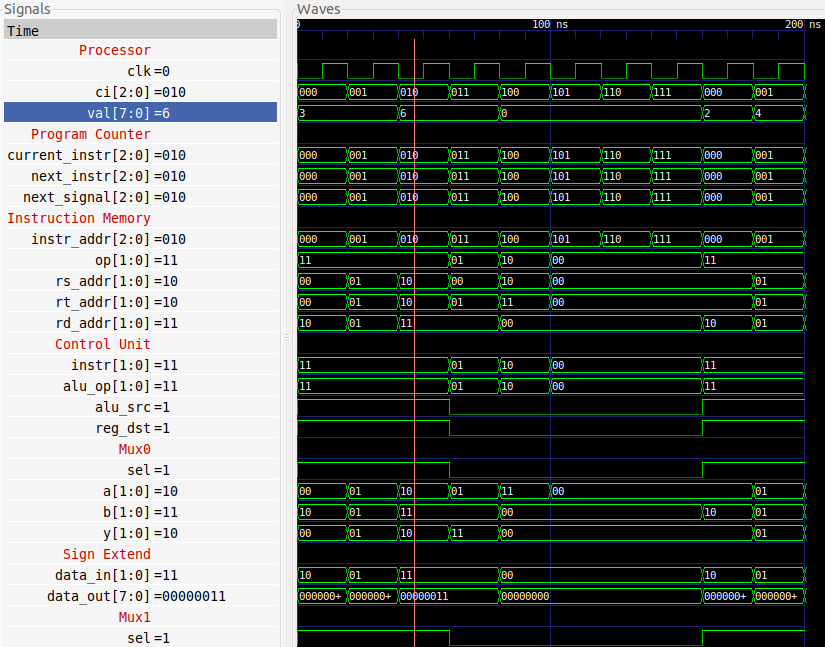 Signals Waves
Time 0 100 ns 200 ns
Processor
clk=0
ci[2:0]=010 000 001 010 011 100 101 110 111 000 001
val[7:0]=6 3 6 0 2 4
Program Counter
current_instr[2:0]=010 000 001 010 011 100 101 110 111 000 001
next_instr[2:0]=010 000 001 010 011 100 101 110 111 000 001
next_signal[2:0]=010 000 001 010 011 100 101 110 111 000 001
Instruction Memory
instr_addr[2:0]=010 000 001 010 011 100 101 110 111 000 001
op[1:0]=11 11 01 10 00 11
rs_addr[1:0]=10 00 01 10 00 10 00 01
rt_addr[1:0]=10 00 01 10 01 11 00 01
rd_addr[1:0]=11 10 01 11 00 10 01
Control Unit
instr[1:0]=11 11 01 10 00 11
alu_op[1:0]=11 11 01 10 00 11
alu_src=1
reg_dst=1
Mux0
sel=1
a[1:0]=10 00 01 10 01 11 00 01
b[1:0]=11 10 01 11 00 10 01
y[1:0]=10 00 01 10 11 00 01
Sign Extend
data_in[1:0]=11 10 01 11 00 10 01
data_out[7:0]=00000011 000000+ 000000+ 00000011 00000000 000000+ 000000+
Mux1
sel=1